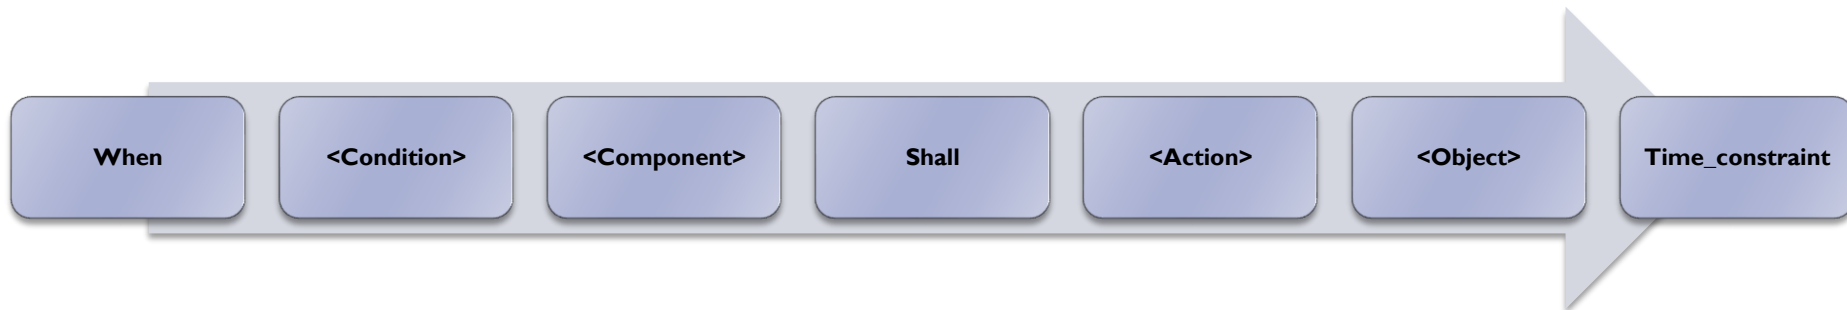 When
<Condition>
<Component>
Shall
<Action>
<Object>
Time_constraint